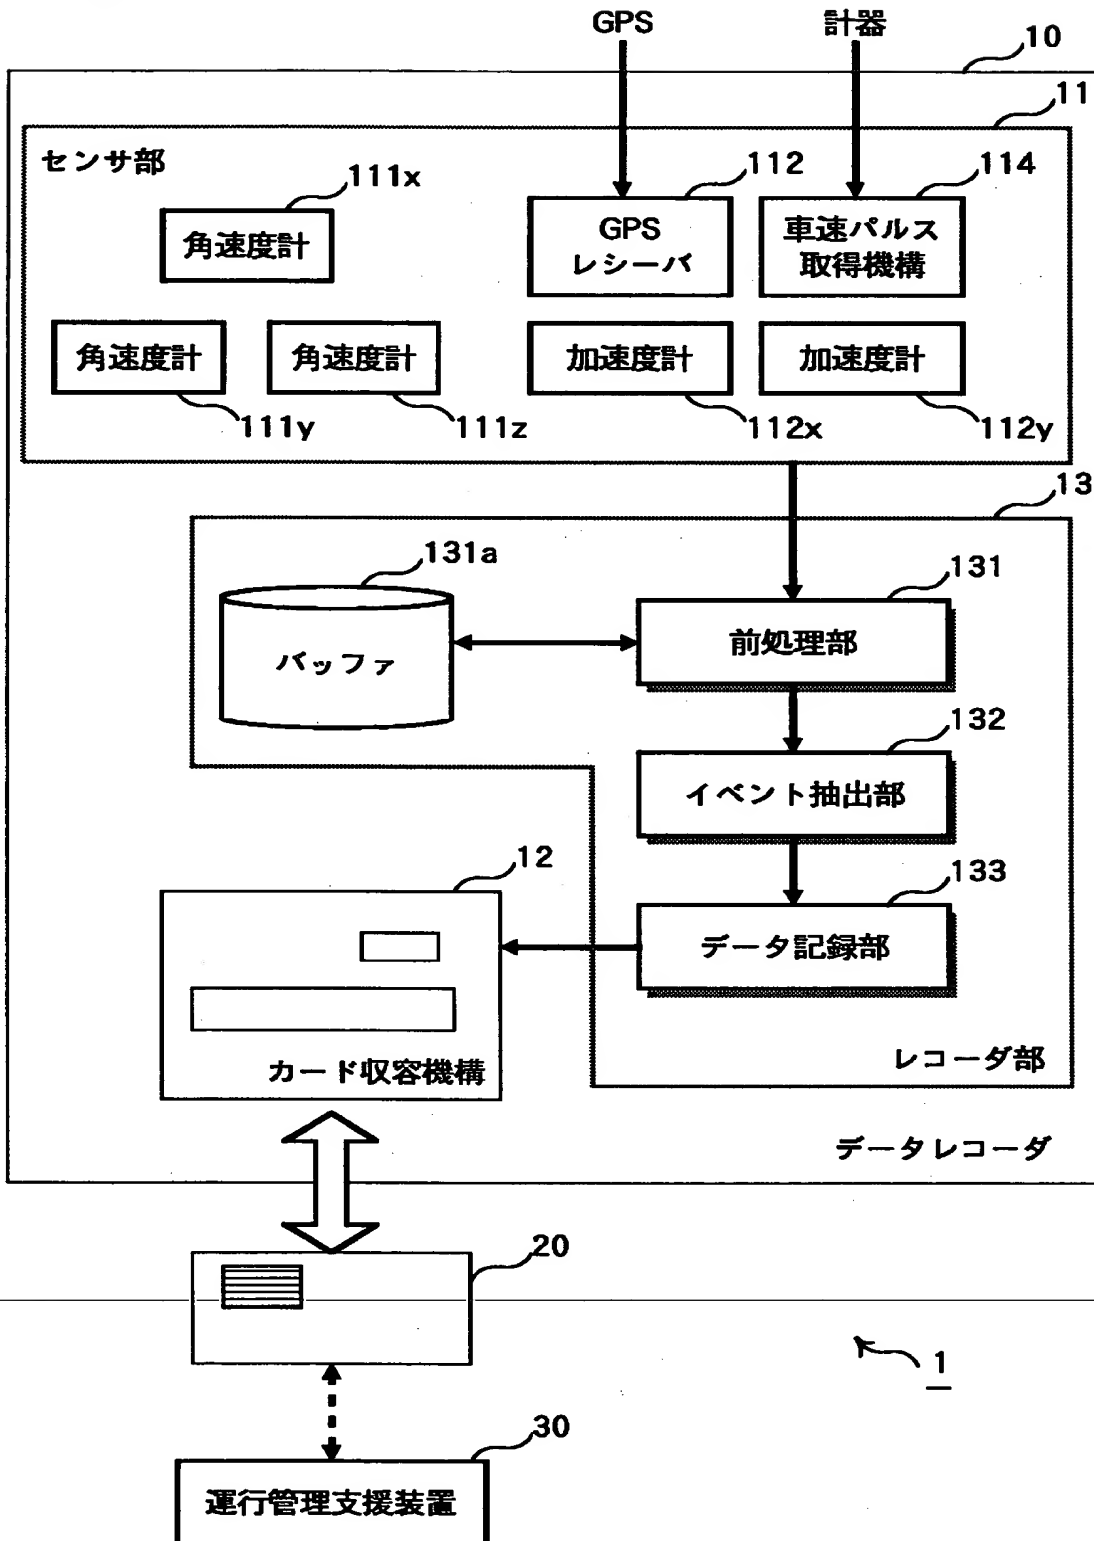 GPS
計器
10
11
センサ部
111x
112
114
角速度計
GPS
レシーバ
車速パルス
取得機構
角速度計
角速度計
加速度計
加速度計
111y
111z
112x
112y
13
131a
131
バッファ
前処理部
132
イベント抽出部
12
133
データ記録部
カード収容機構
レコーダ部
データレコーダ
20
1
30
運行管理支援装置